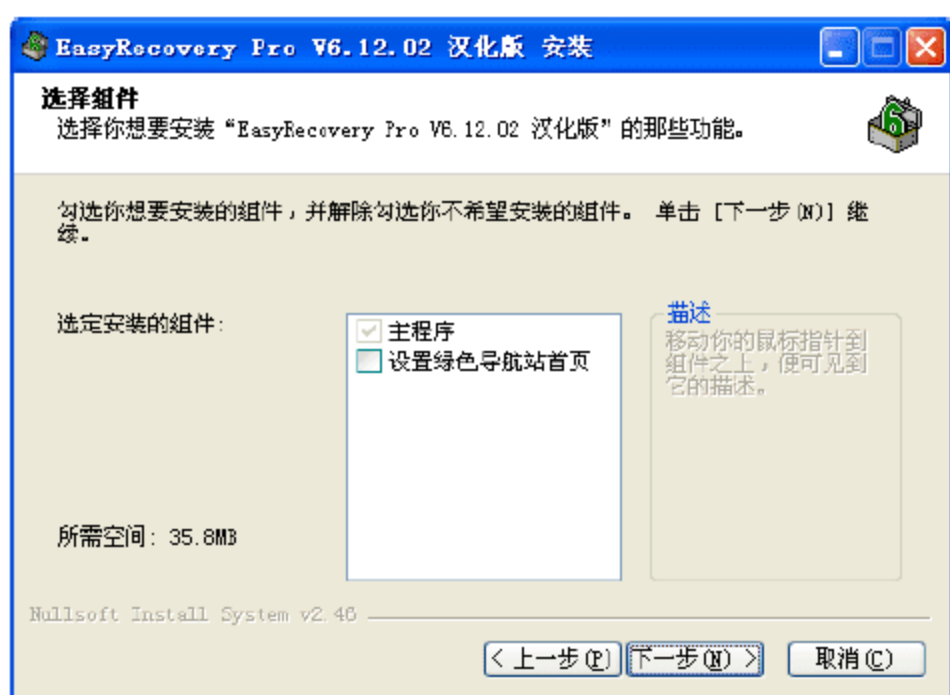 EasyRecovery Pro V6.12.02 汉化版 安装
选择组件
选择你想要安装“EasyRecovery Pro V6.12.02 汉化版”的那些功能。
勾选你想要安装的组件，并解除勾选你不希望安装的组件。 单击 [下一步(N)] 继
续。
选定安装的组件:
主程序
设置绿色导航站首页
描述
移动你的鼠标指针到
组件之上，便可见到
它的描述。
所需空间: 35.8MB
Nullsoft Install System v2.46
< 上一步(P)
下一步(N) >
取消(C)